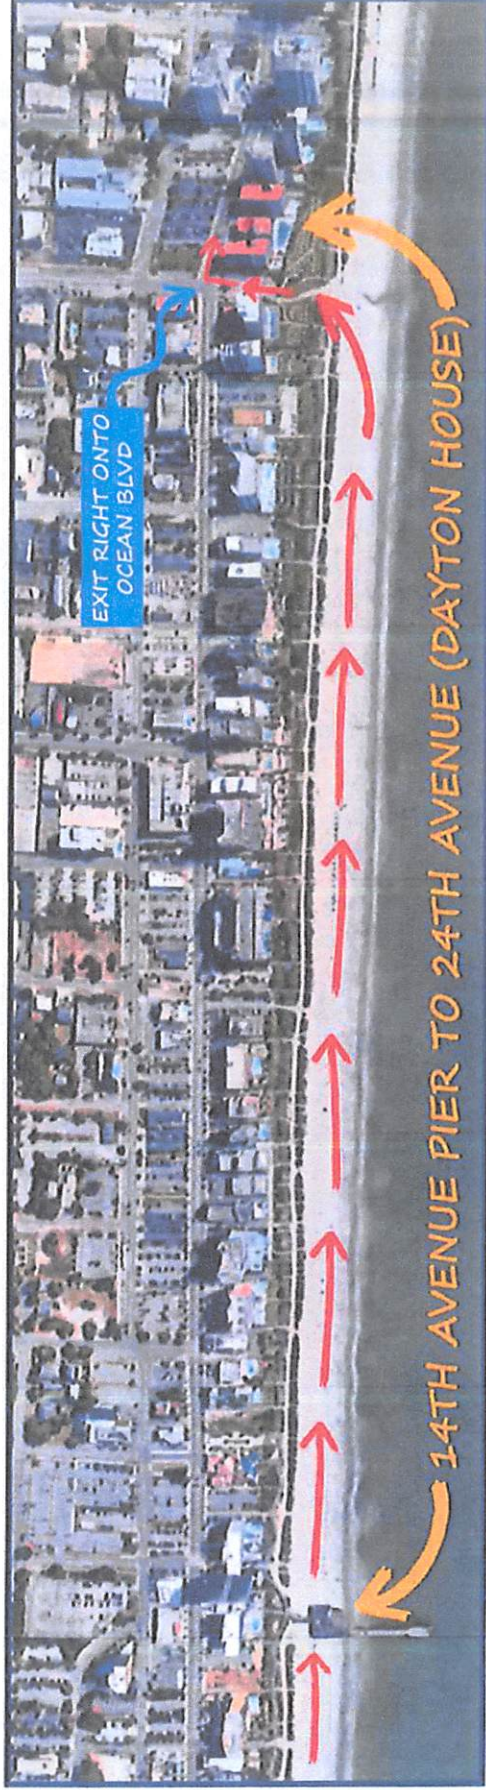 EXIT RIGHT ONTO
OCEAN BLVD
14TH AVENUE PIER TO 24TH AVENUE (DAYTON HOUSE)